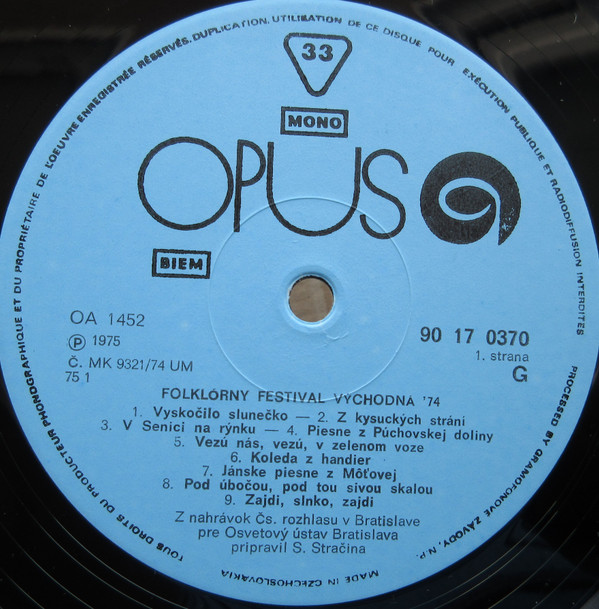 TOUS DROITS DU PRODUCTEUR PHONOGRAPHIQUE ET DU PROPRIÉTAIRE DE L'OEUVRE ENREGISTRÉE RÉSERVÉS. DUPLICATION, UTILISATION DE CE DISQUE POUR EXÉCUTION PUBLIQUE ET RADIODIFFUSION INTERDITES
33
MONO
OPUS
BIEM
OA 1452
Ⓟ 1975
Č. MK 9321/74 UM
75 1
90 17 0370
1. strana
G
FOLKLÓRNY FESTIVAL VÝCHODNÁ '74
1. Vyskočilo slunečko — 2. Z kysuckých strání
3. V Senici na rýnku — 4. Piesne z Púchovskej doliny
5. Vezú nás, vezú, v zelenom voze
6. Koleda z handier
7. Jánske piesne z Môťovej
8. Pod úbočou, pod tou sivou skalou
9. Zajdi, slnko, zajdi
Z nahrávok Čs. rozhlasu v Bratislave
pre Osvetový ústav Bratislava
pripravil S. Stračina
PROCESSED BY GRAMOFONOVÉ ZÁVODY, N.P.
MADE IN CZECHOSLOVAKIA